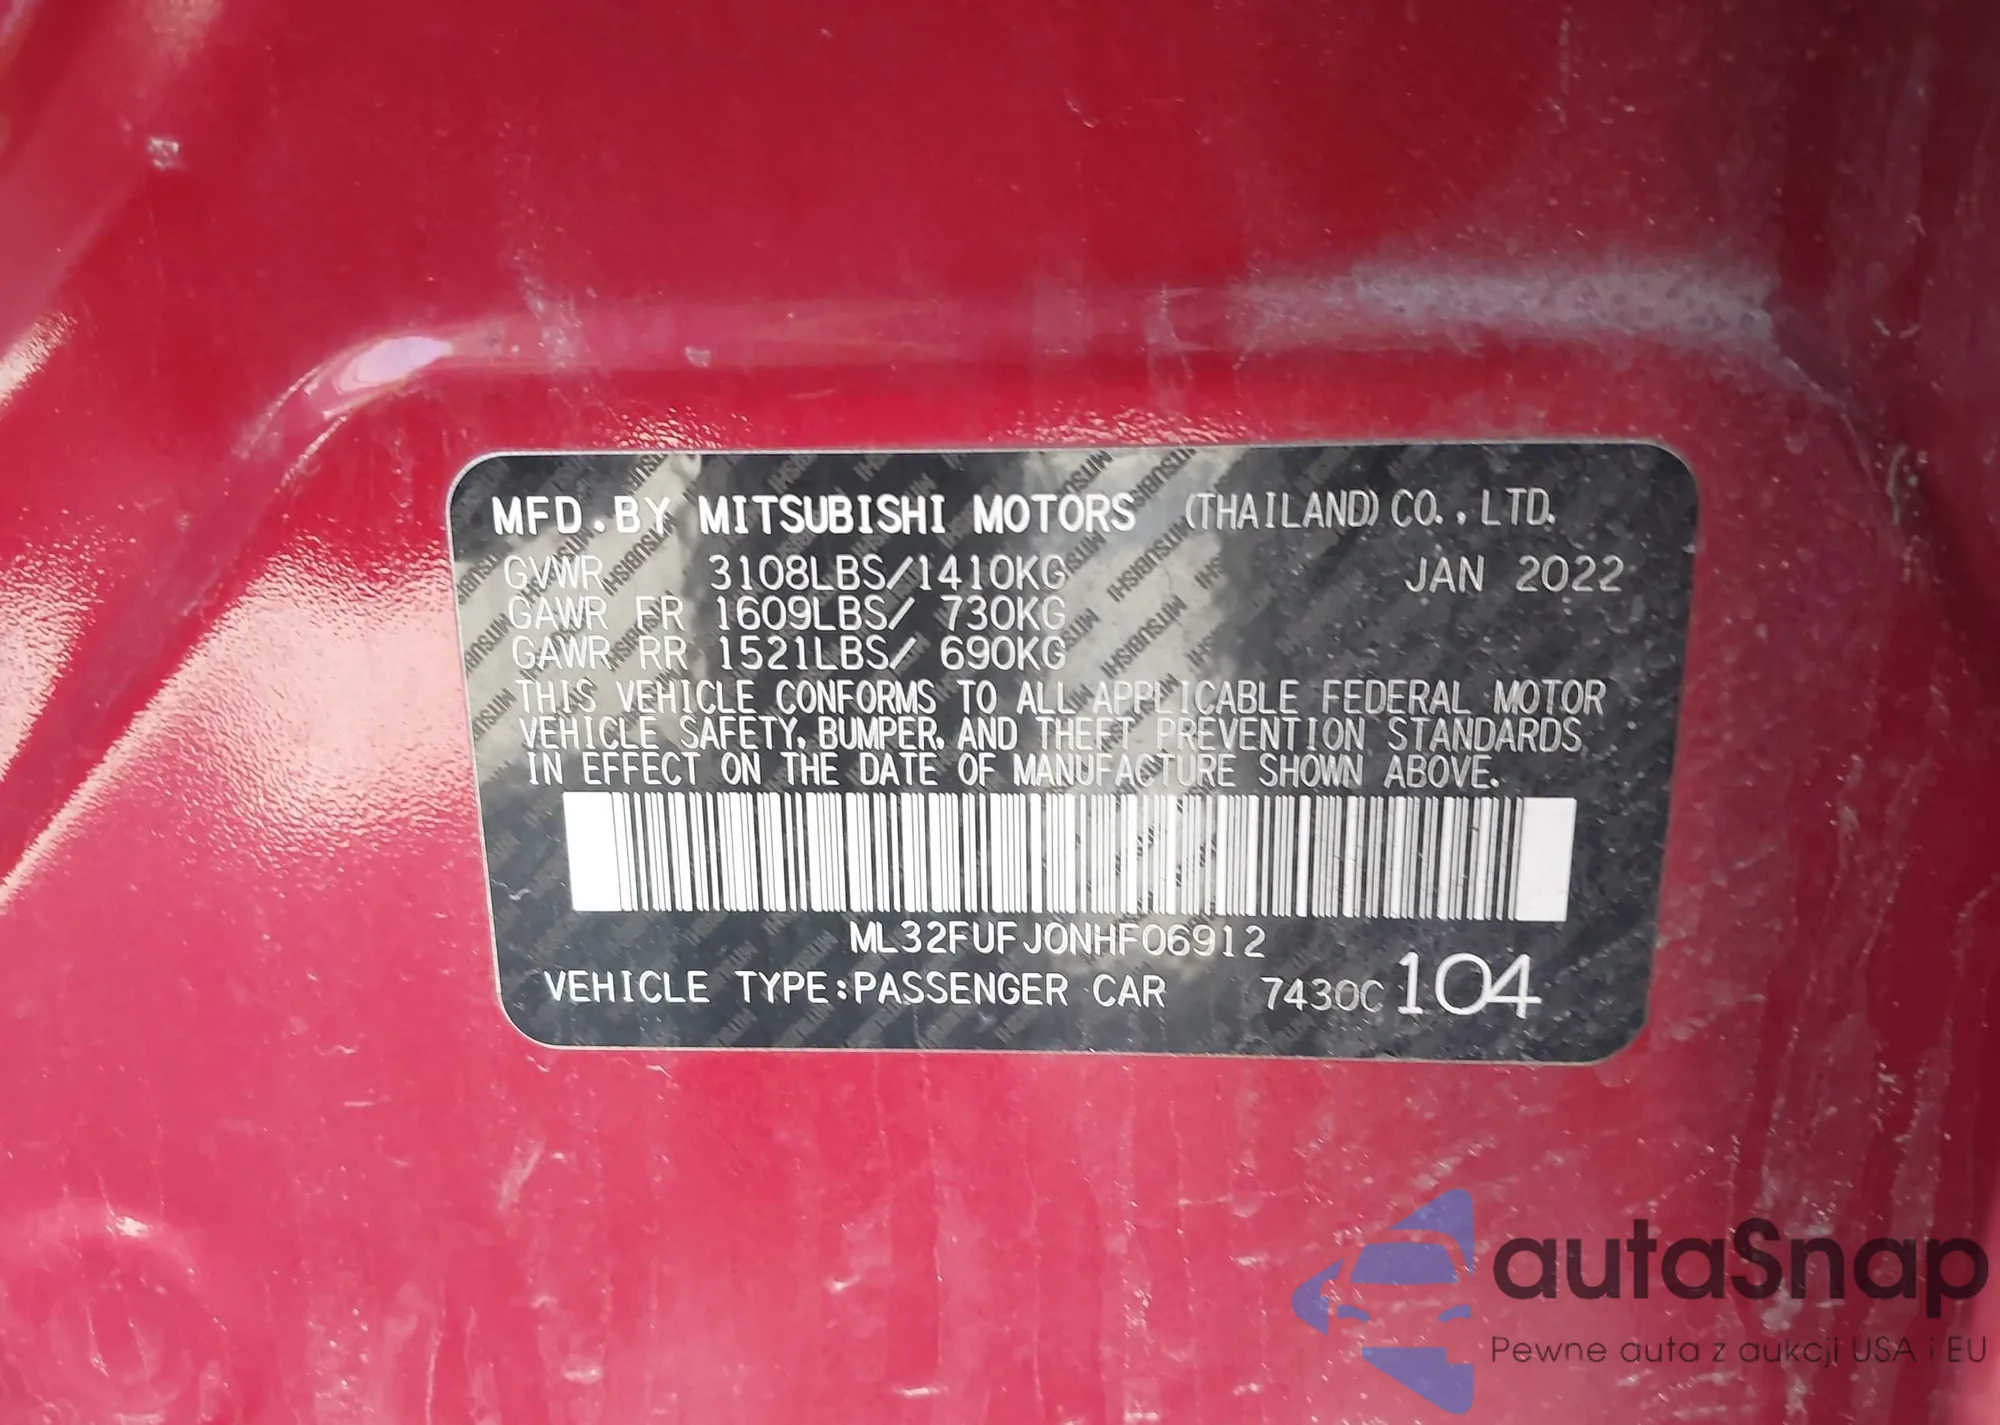 MFD.BY MITSUBISHI MOTORS (THAILAND) CO.,LTD.
GVWR 3108LBS/1410KG JAN 2022
GAWR FR 1609LBS/ 730KG
GAWR RR 1521LBS/ 690KG
THIS VEHICLE CONFORMS TO ALL APPLICABLE FEDERAL MOTOR
VEHICLE SAFETY, BUMPER, AND THEFT PREVENTION STANDARDS
IN EFFECT ON THE DATE OF MANUFACTURE SHOWN ABOVE.
ML32FUFJ0NHF06912
VEHICLE TYPE:PASSENGER CAR 7430C 104
autaSnap
Pewne auta z aukcji USA i EU